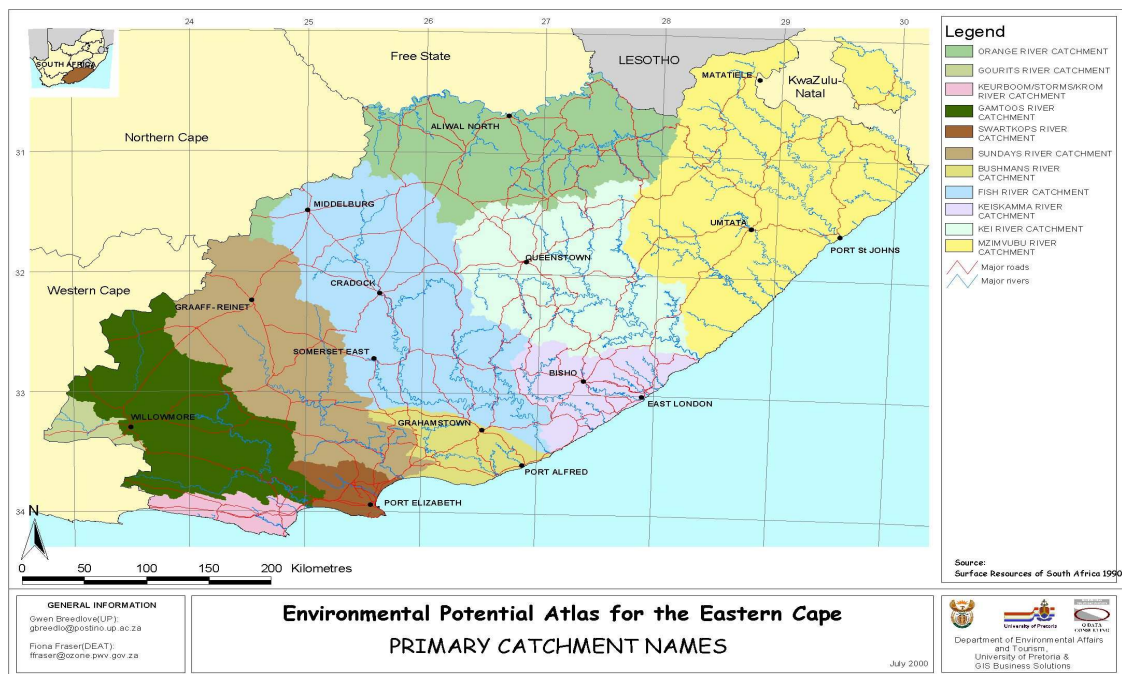 24
25
26
27
28
29
30
SOUTH AFRICA
Free State
LESOTHO
MATATIELE
KwaZulu-
Natal
ALIWAL NORTH
Northern Cape
31
MIDDELBURG
UMTATA
PORT St JOHNS
QUEENSTOWN
32
CRADOCK
Western Cape
GRAAFF-REINET
SOMERSET EAST
BISHO
33
EAST LONDON
WILLOWMORE
GRAHAMSTOWN
PORT ALFRED
PORT ELIZABETH
34
N
0 50 100 150 200 Kilometres
Legend
ORANGE RIVER CATCHMENT
GOURITS RIVER CATCHMENT
KEURBOOM/STORMS/KROM
RIVER CATCHMENT
GAMTOOS RIVER
CATCHMENT
SWARTKOPS RIVER
CATCHMENT
SUNDAYS RIVER CATCHMENT
BUSHMANS RIVER
CATCHMENT
FISH RIVER CATCHMENT
KEISKAMMA RIVER
CATCHMENT
KEI RIVER CATCHMENT
MZIMVUBU RIVER
CATCHMENT
Major roads
Major rivers
Source:
Surface Resources of South Africa 1990
GENERAL INFORMATION
Gwen Breedlove(UP):
gbreedlo@postino.up.ac.za
Fiona Fraser(DEAT):
ffraser@ozone.pwv.gov.za
Environmental Potential Atlas for the Eastern Cape
PRIMARY CATCHMENT NAMES
July 2000
University of Pretoria
Department of Environmental Affairs
and Tourism,
University of Pretoria &
GIS Business Solutions